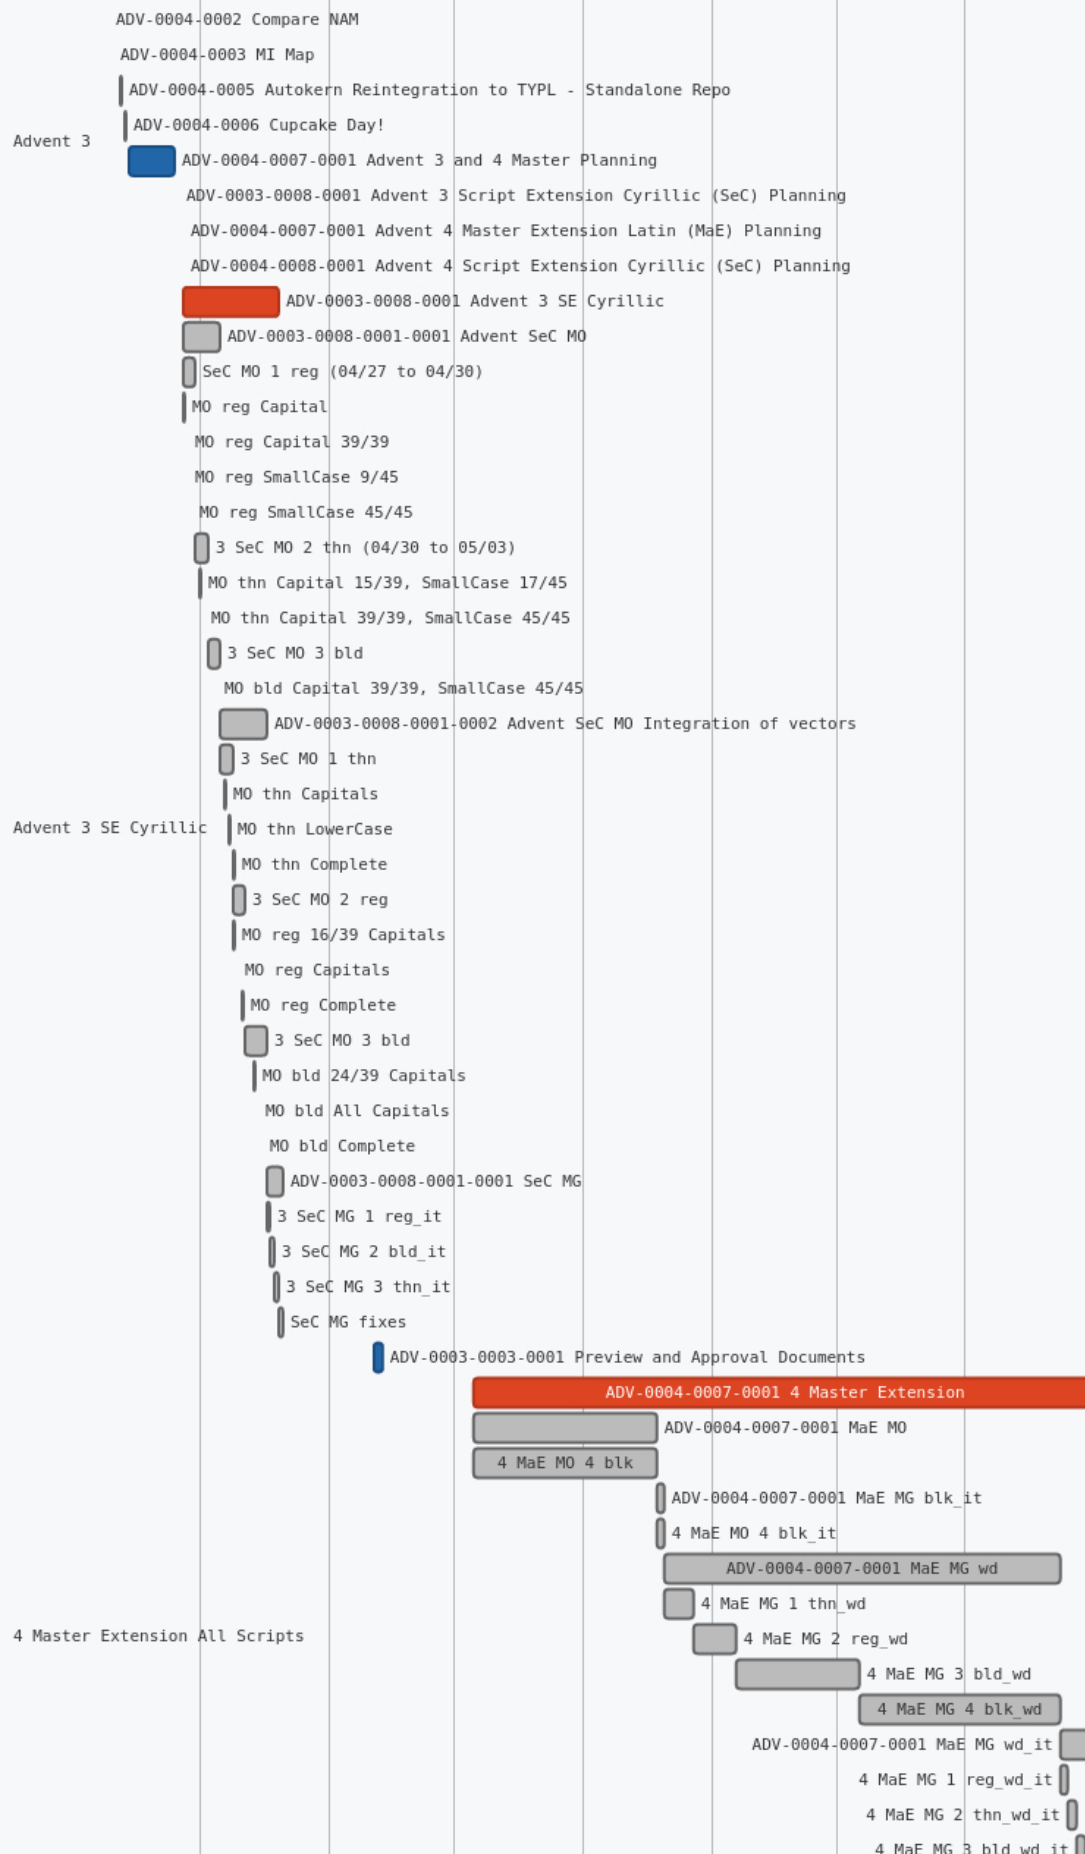 ADV-0004-0002 Compare NAM
ADV-0004-0003 MI Map
ADV-0004-0005 Autokern Reintegration to TYPL - Standalone Repo
ADV-0004-0006 Cupcake Day!
Advent 3
ADV-0004-0007-0001 Advent 3 and 4 Master Planning
ADV-0003-0008-0001 Advent 3 Script Extension Cyrillic (SeC) Planning
ADV-0004-0007-0001 Advent 4 Master Extension Latin (MaE) Planning
ADV-0004-0008-0001 Advent 4 Script Extension Cyrillic (SeC) Planning
ADV-0003-0008-0001 Advent 3 SE Cyrillic
ADV-0003-0008-0001-0001 Advent SeC MO
SeC MO 1 reg (04/27 to 04/30)
MO reg Capital
MO reg Capital 39/39
MO reg SmallCase 9/45
MO reg SmallCase 45/45
3 SeC MO 2 thn (04/30 to 05/03)
MO thn Capital 15/39, SmallCase 17/45
MO thn Capital 39/39, SmallCase 45/45
3 SeC MO 3 bld
MO bld Capital 39/39, SmallCase 45/45
ADV-0003-0008-0001-0002 Advent SeC MO Integration of vectors
3 SeC MO 1 thn
MO thn Capitals
Advent 3 SE Cyrillic
MO thn LowerCase
MO thn Complete
3 SeC MO 2 reg
MO reg 16/39 Capitals
MO reg Capitals
MO reg Complete
3 SeC MO 3 bld
MO bld 24/39 Capitals
MO bld All Capitals
MO bld Complete
ADV-0003-0008-0001-0001 SeC MG
3 SeC MG 1 reg_it
3 SeC MG 2 bld_it
3 SeC MG 3 thn_it
SeC MG fixes
ADV-0003-0003-0001 Preview and Approval Documents
ADV-0004-0007-0001 4 Master Extension
ADV-0004-0007-0001 MaE MO
4 MaE MO 4 blk
ADV-0004-0007-0001 MaE MG blk_it
4 MaE MO 4 blk_it
ADV-0004-0007-0001 MaE MG wd
4 MaE MG 1 thn_wd
4 Master Extension All Scripts
4 MaE MG 2 reg_wd
4 MaE MG 3 bld_wd
4 MaE MG 4 blk_wd
ADV-0004-0007-0001 MaE MG wd_it
4 MaE MG 1 reg_wd_it
4 MaE MG 2 thn_wd_it
4 MaE MG 3 bld_wd_it